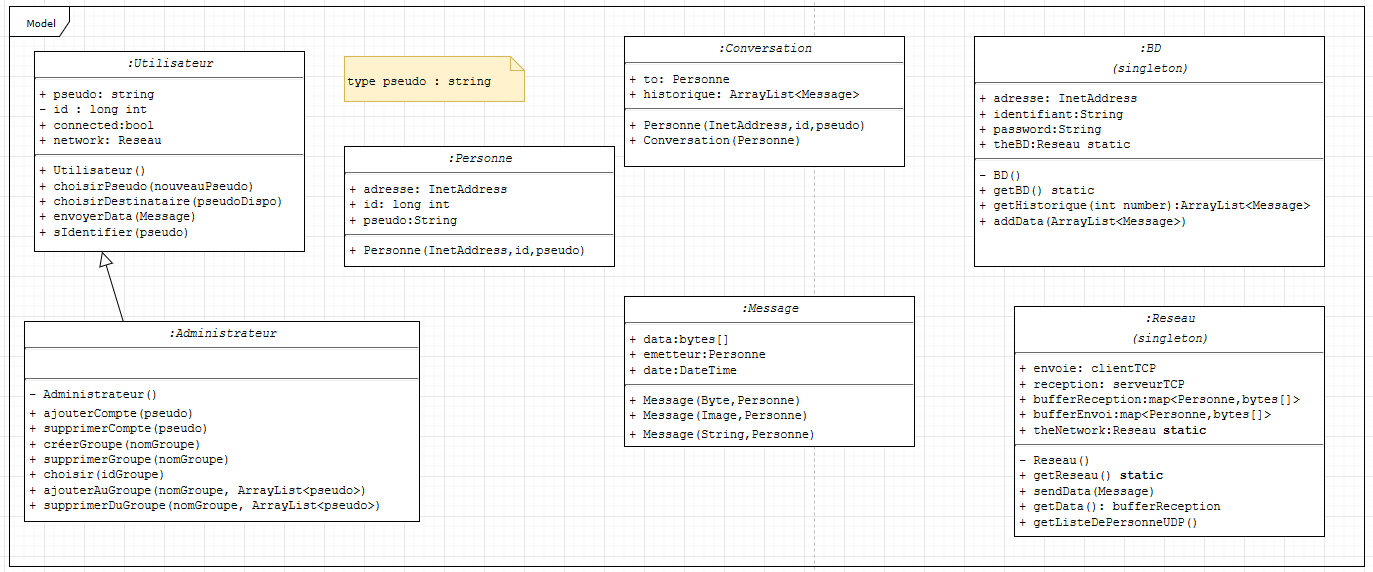 Model
:Utilisateur
+ pseudo: string
- id : long int
+ connected:bool
+ network: Reseau
+ Utilisateur()
+ choisirPseudo(nouveauPseudo)
+ choisirDestinataire(pseudoDispo)
+ envoyerData(Message)
+ sIdentifier(pseudo)
type pseudo : string
:Personne
+ adresse: InetAddress
+ id: long int
+ pseudo:String
+ Personne(InetAddress,id,pseudo)
:Conversation
+ to: Personne
+ historique: ArrayList<Message>
+ Personne(InetAddress,id,pseudo)
+ Conversation(Personne)
:BD
(singleton)
+ adresse: InetAddress
+ identifiant:String
+ password:String
+ theBD:Reseau static
- BD()
+ getBD() static
+ getHistorique(int number):ArrayList<Message>
+ addData(ArrayList<Message>)
:Administrateur
- Administrateur()
+ ajouterCompte(pseudo)
+ supprimerCompte(pseudo)
+ créerGroupe(nomGroupe)
+ supprimerGroupe(nomGroupe)
+ choisir(idGroupe)
+ ajouterAuGroupe(nomGroupe, ArrayList<pseudo>)
+ supprimerDuGroupe(nomGroupe, ArrayList<pseudo>)
:Message
+ data:bytes[]
+ emetteur:Personne
+ date:DateTime
+ Message(Byte,Personne)
+ Message(Image,Personne)
+ Message(String,Personne)
:Reseau
(singleton)
+ envoie: clientTCP
+ reception: serveurTCP
+ bufferReception:map<Personne,bytes[]>
+ bufferEnvoi:map<Personne,bytes[]>
+ theNetwork:Reseau static
- Reseau()
+ getReseau() static
+ sendData(Message)
+ getData(): bufferReception
+ getListeDePersonneUDP()